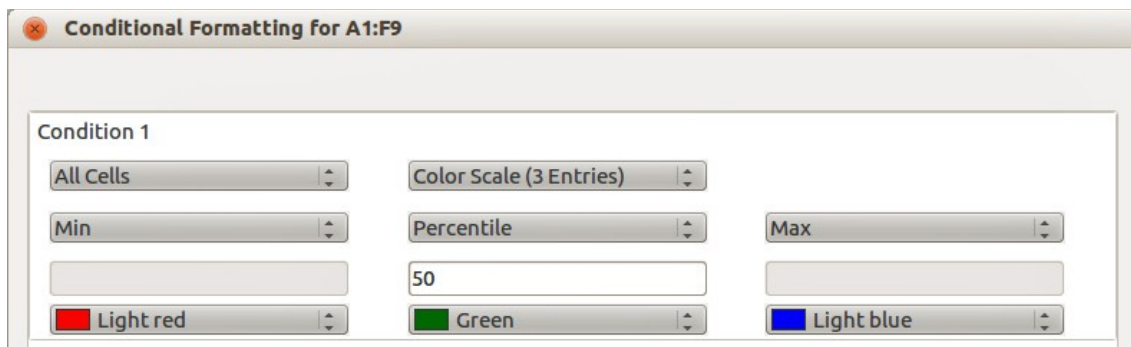 Conditional Formatting for A1:F9
Condition 1
All Cells Color Scale (3 Entries)
Min Percentile Max
50
Light red Green Light blue